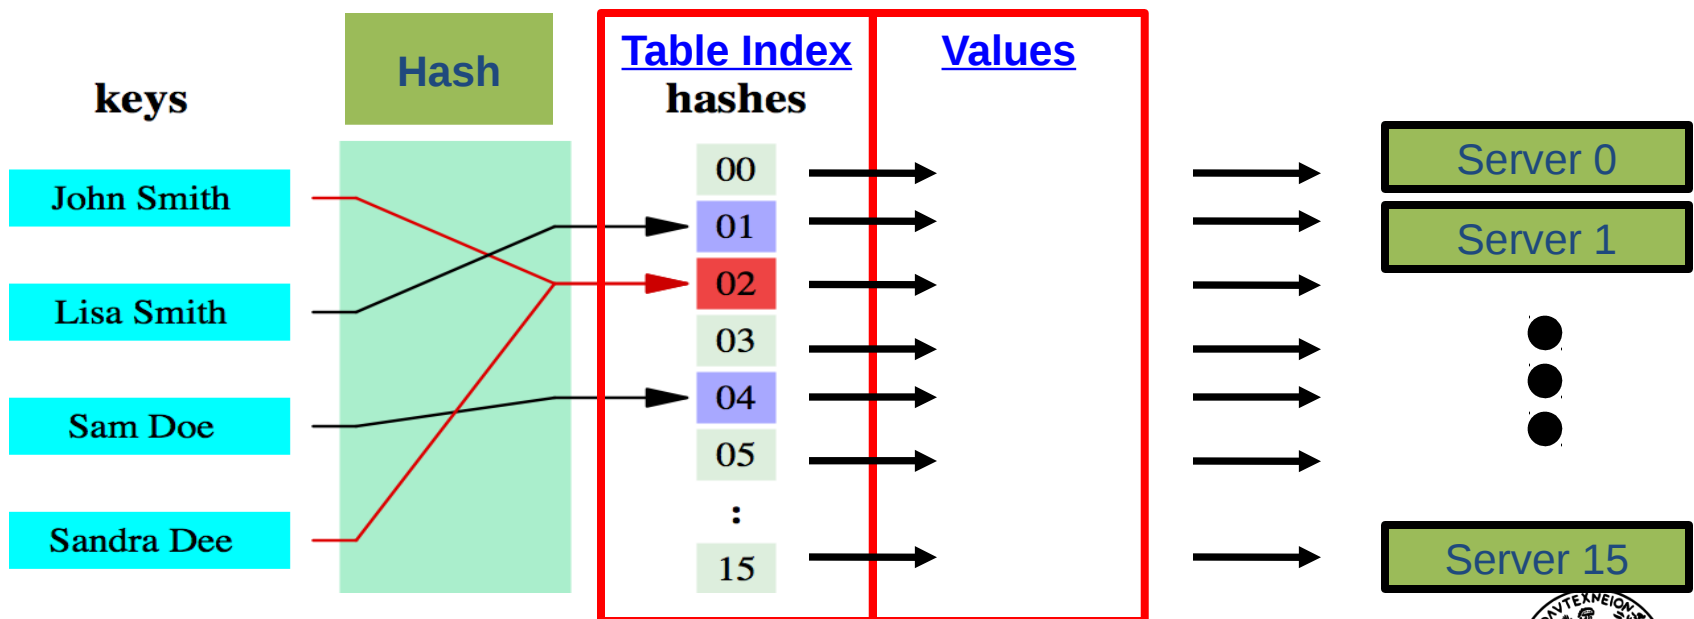 keys
Hash
Table Index
hashes
Values
John Smith
Lisa Smith
Sam Doe
Sandra Dee
00
01
02
03
04
05
:
15
Server 0
Server 1
Server 15